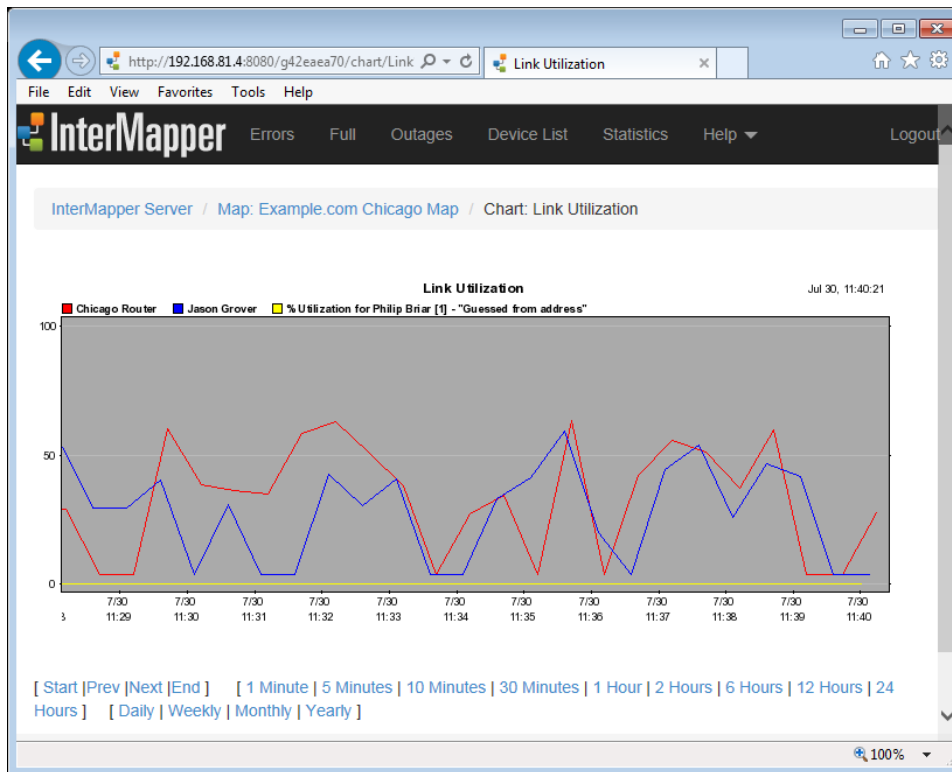 http://192.168.81.4:8080/g42eaea70/chart/Link
Link Utilization
File Edit View Favorites Tools Help
InterMapper Errors Full Outages Device List Statistics Help Logout
InterMapper Server / Map: Example.com Chicago Map / Chart: Link Utilization
Link Utilization
Jul 30, 11:40:21
Chicago Router Jason Grover % Utilization for Philip Briar [1] - "Guessed from address"
100
50
0
7/30 7/30 7/30 7/30 7/30 7/30 7/30 7/30 7/30 7/30 7/30 7/30
11:29 11:30 11:31 11:32 11:33 11:34 11:35 11:36 11:37 11:38 11:39 11:40
[ Start |Prev |Next |End ] [ 1 Minute | 5 Minutes | 10 Minutes | 30 Minutes | 1 Hour | 2 Hours | 6 Hours | 12 Hours | 24
Hours ] [ Daily | Weekly | Monthly | Yearly ]
100%